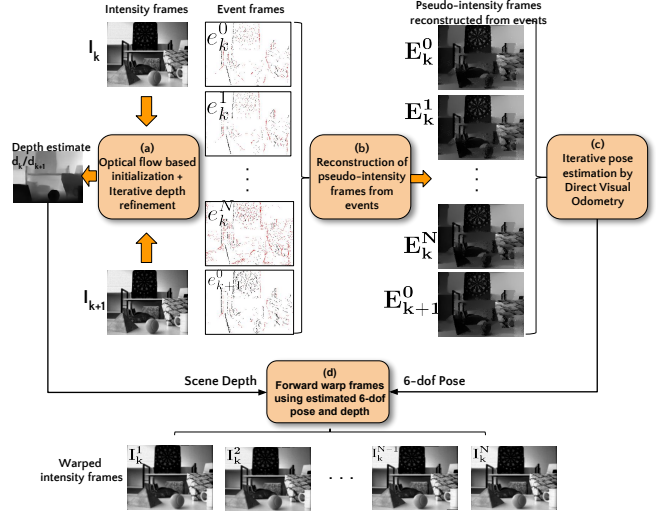 Intensity frames
Event frames
Pseudo-intensity frames
reconstructed from events
I_k
e_k^0
E_k^0
e_k^1
E_k^1
Depth estimate
d_k/d_{k+1}
(a)
Optical flow based
initialization +
Iterative depth
refinement
(b)
Reconstruction of
pseudo-intensity
frames from
events
(c)
Iterative pose
estimation by
Direct Visual
Odometry
e_k^N
E_k^N
I_{k+1}
e_{k+1}^0
E_{k+1}^0
Scene Depth
(d)
Forward warp frames
using estimated 6-dof
pose and depth
6-dof Pose
Warped
intensity frames
I_k^1
I_k^2
. . .
I_k^{N-1}
I_k^N